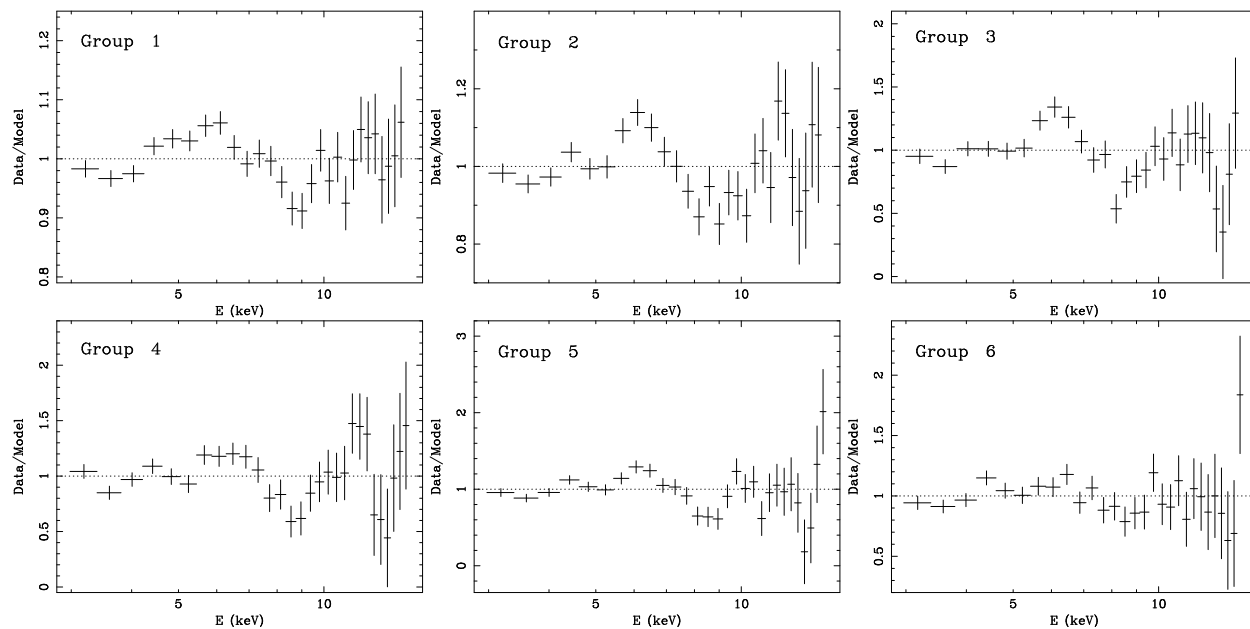 Group 1
Data/Model
0.8
0.9
1
1.1
1.2
5
10
E (keV)
Group 2
Data/Model
0.8
1
1.2
5
10
E (keV)
Group 3
Data/Model
0
0.5
1
1.5
2
5
10
E (keV)
Group 4
Data/Model
0
0.5
1
1.5
2
5
10
E (keV)
Group 5
Data/Model
0
1
2
3
5
10
E (keV)
Group 6
Data/Model
0.5
1
1.5
2
5
10
E (keV)